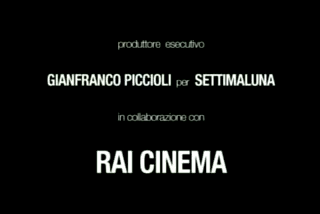 produttore esecutivo
GIANFRANCO PICCIOLI per SETTIMALUNA
in collaborazione con
RAI CINEMA